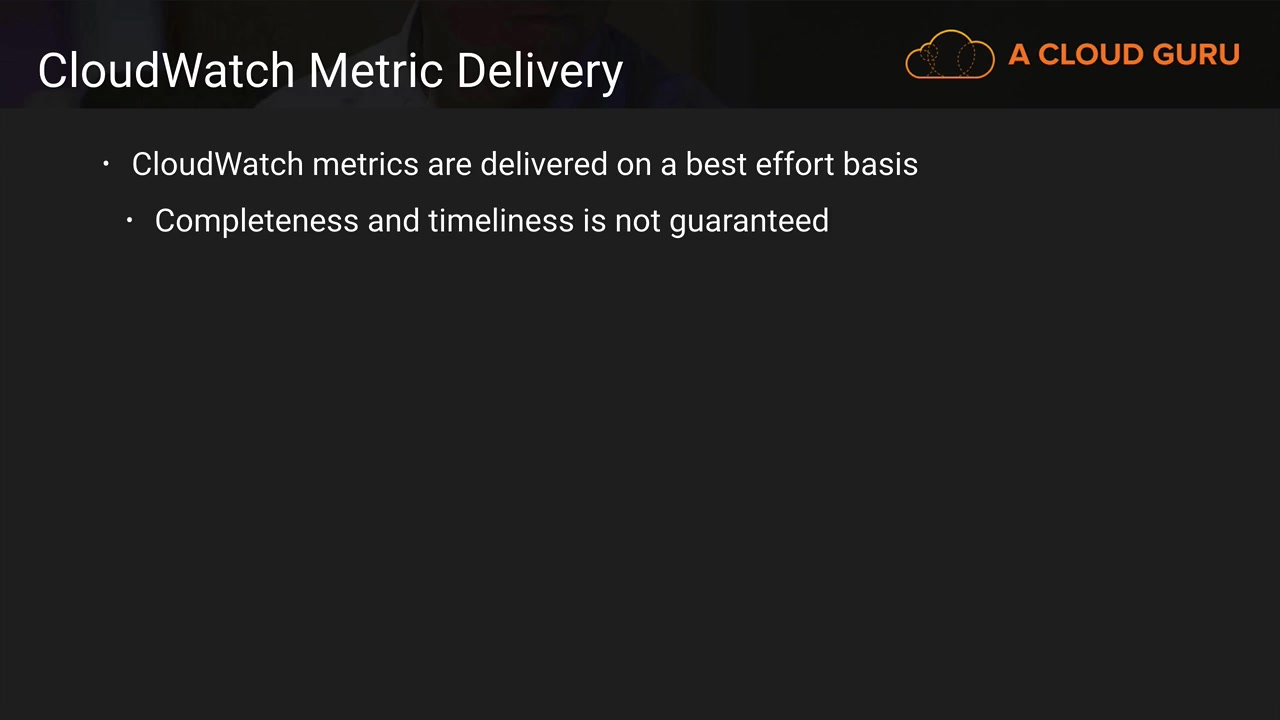 CloudWatch Metric Delivery
A CLOUD GURU
• CloudWatch metrics are delivered on a best effort basis
• Completeness and timeliness is not guaranteed